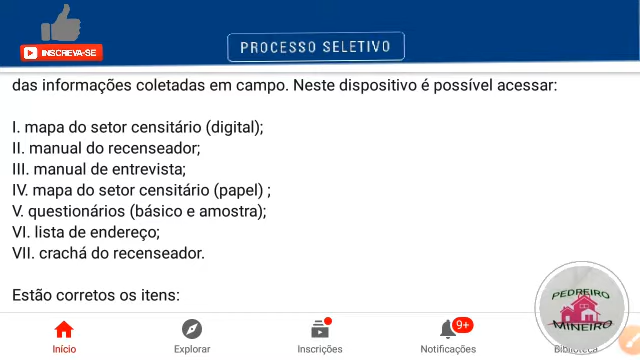 INSCREVA-SE
PROCESSO SELETIVO
das informações coletadas em campo. Neste dispositivo é possível acessar:
I. mapa do setor censitário (digital);
II. manual do recenseador;
III. manual de entrevista;
IV. mapa do setor censitário (papel) ;
V. questionários (básico e amostra);
VI. lista de endereço;
VII. crachá do recenseador.
Estão corretos os itens:
PEDREIRO
MINEIRO
9+
Início
Explorar
Inscrições
Notificações
Biblioteca